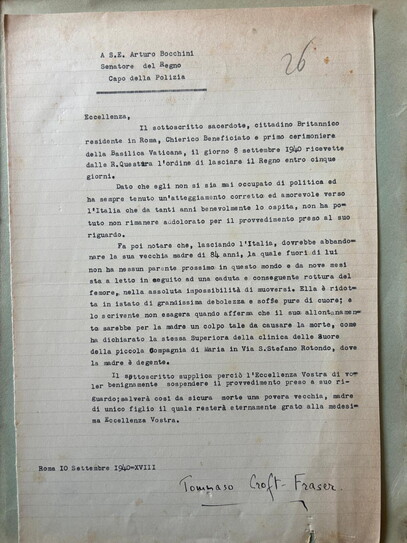 A S.E. Arturo Bocchini
Senatore del Regno
Capo della Polizia
26
Eccellenza,
Il sottoscritto sacerdote, cittadino Britannico
residente in Roma, Chierico Beneficiato e primo cerimoniere
della Basilica Vaticana, il giorno 8 settembre 1940 ricevette
dalla R.Questura l'ordine di lasciare il Regno entro cinque
giorni.
Dato che egli non si sia mai occupato di politica ed
ha sempre tenuto un'atteggiamento corretto ed amorevole verso
l'Italia che da tanti anni benevolmente lo ospita, non ha po-
tuto non rimanere addolorato per il provvedimento preso al suo
riguardo.
Fa poi notare che, lasciando l'Italia, dovrebbe abbando-
nare la sua vecchia madre di 84 anni, la quale fuori di lui
non ha nessun parente prossimo in questo mondo e da nove mesi
sta a letto in seguito ad una caduta e conseguente rottura del
femore, nella assoluta impossibilità di muoversi. Ella è ridot-
ta in istato di grandissima debolezza e soffre pure di cuore; e
lo scrivente non esagera quando afferma che il suo allontanamen-
to sarebbe per la madre un colpo tale da causare la morte, come
ha dichiarato la stessa Superiora della clinica delle Suore
della piccola Compagnia di Maria in Via S.Stefano Rotondo, dove
la madre è degente.
Il sottoscritto supplica perciò l'Eccellenza Vostra di vo-
ler benignamente sospendere il provvedimento preso a suo ri-
guardo;salverà così da sicura morte una povera vecchia, madre
di unico figlio il quale resterà eternamente grato alla medesi-
ma Eccellenza Vostra.
Roma 10 Settembre 1940-XVIII
Tommaso Croft-Fraser.